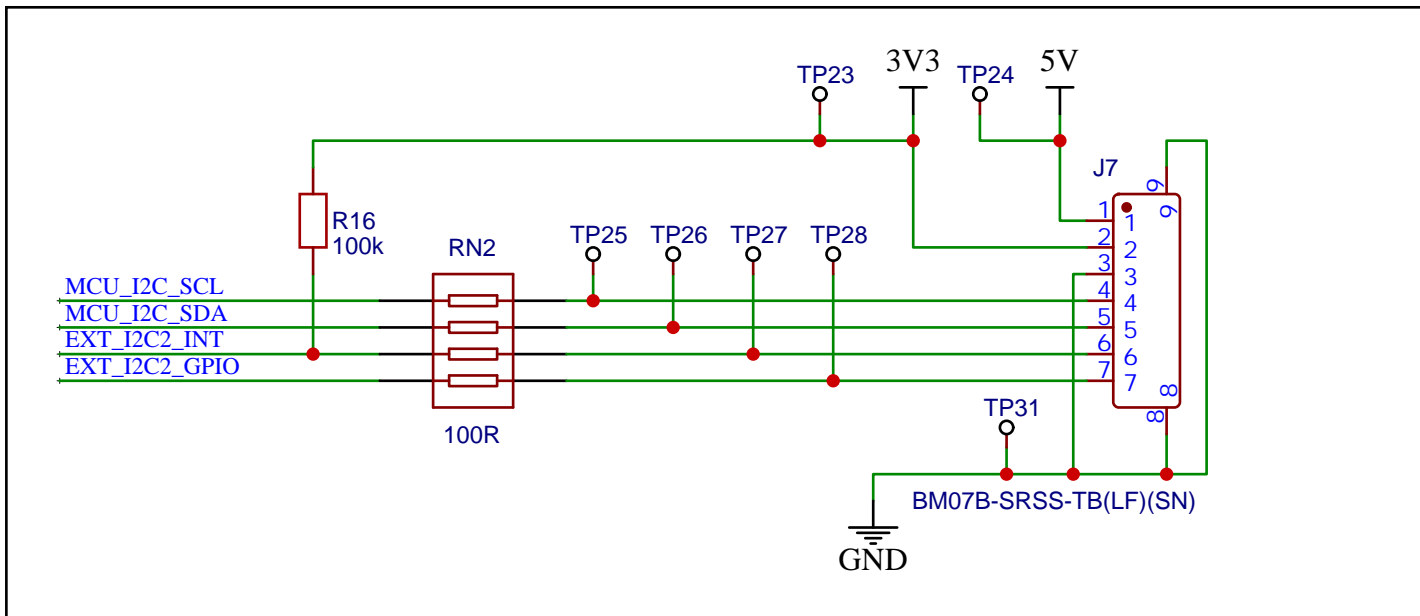 3V3
5V
TP23
TP24
J7
R16
100k
RN2
TP25
TP26
TP27
TP28
MCU_I2C_SCL
MCU_I2C_SDA
EXT_I2C2_INT
EXT_I2C2_GPIO
100R
9
9
1
1
2
2
3
3
4
4
5
5
6
6
7
7
8
8
TP31
BM07B-SRSS-TB(LF)(SN)
GND